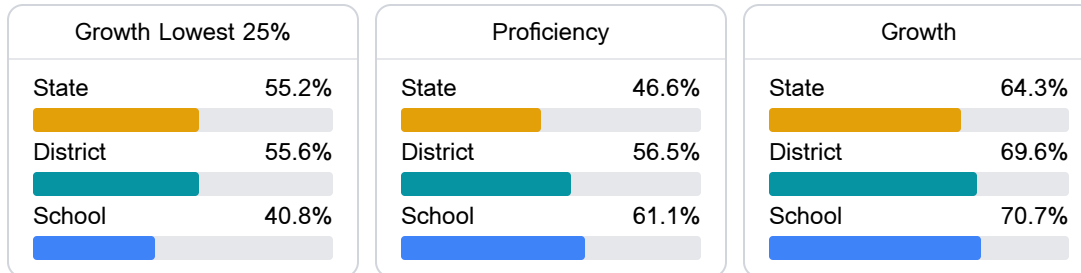 Growth Lowest 25%
State 55.2%
District 55.6%
School 40.8%
Proficiency
State 46.6%
District 56.5%
School 61.1%
Growth
State 64.3%
District 69.6%
School 70.7%